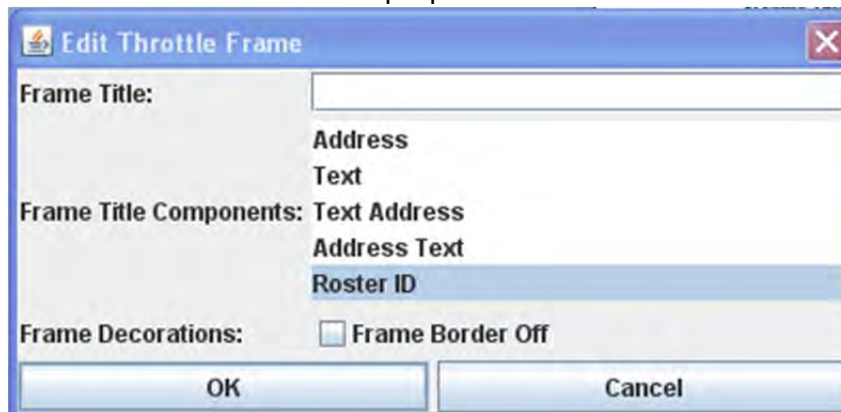 Edit Throttle Frame
Frame Title:
Address
Text
Frame Title Components: Text Address
Address Text
Roster ID
Frame Decorations: Frame Border Off
OK Cancel